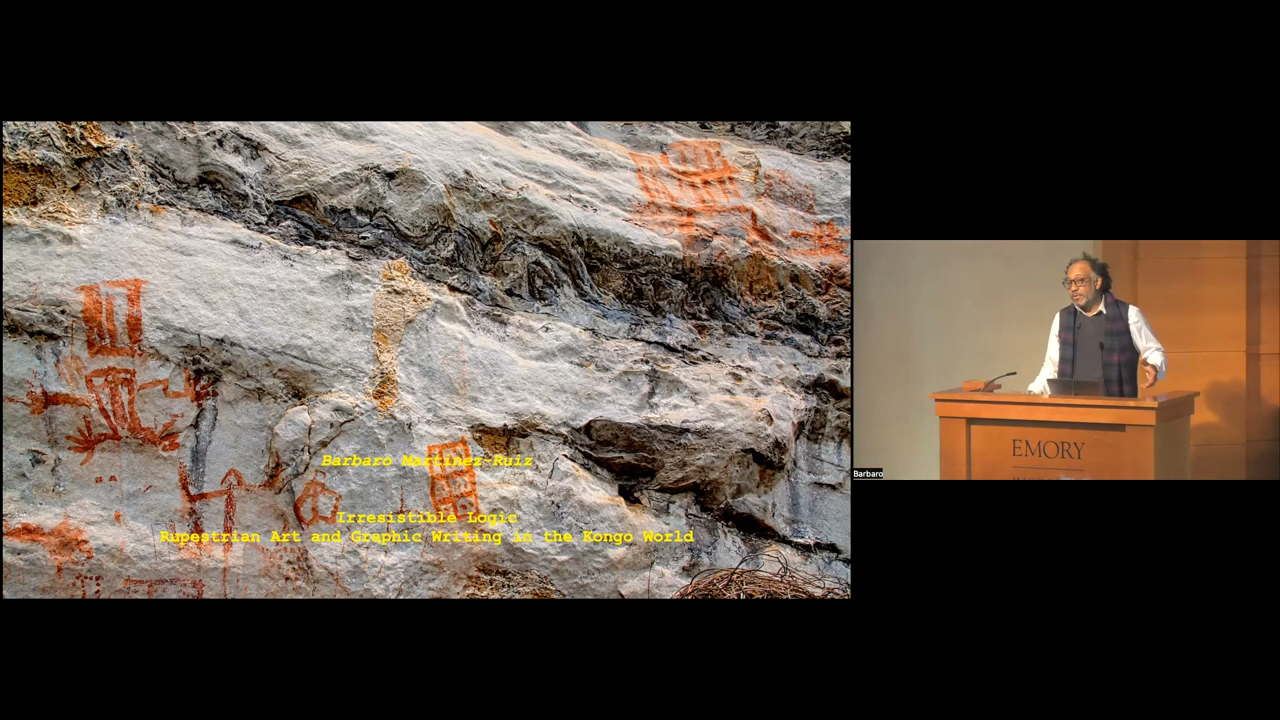 Barbaro Martinez-Ruiz
Irresistible Logic
Rupestrian Art and Graphic Writing in the Kongo World
Barbaro
EMORY